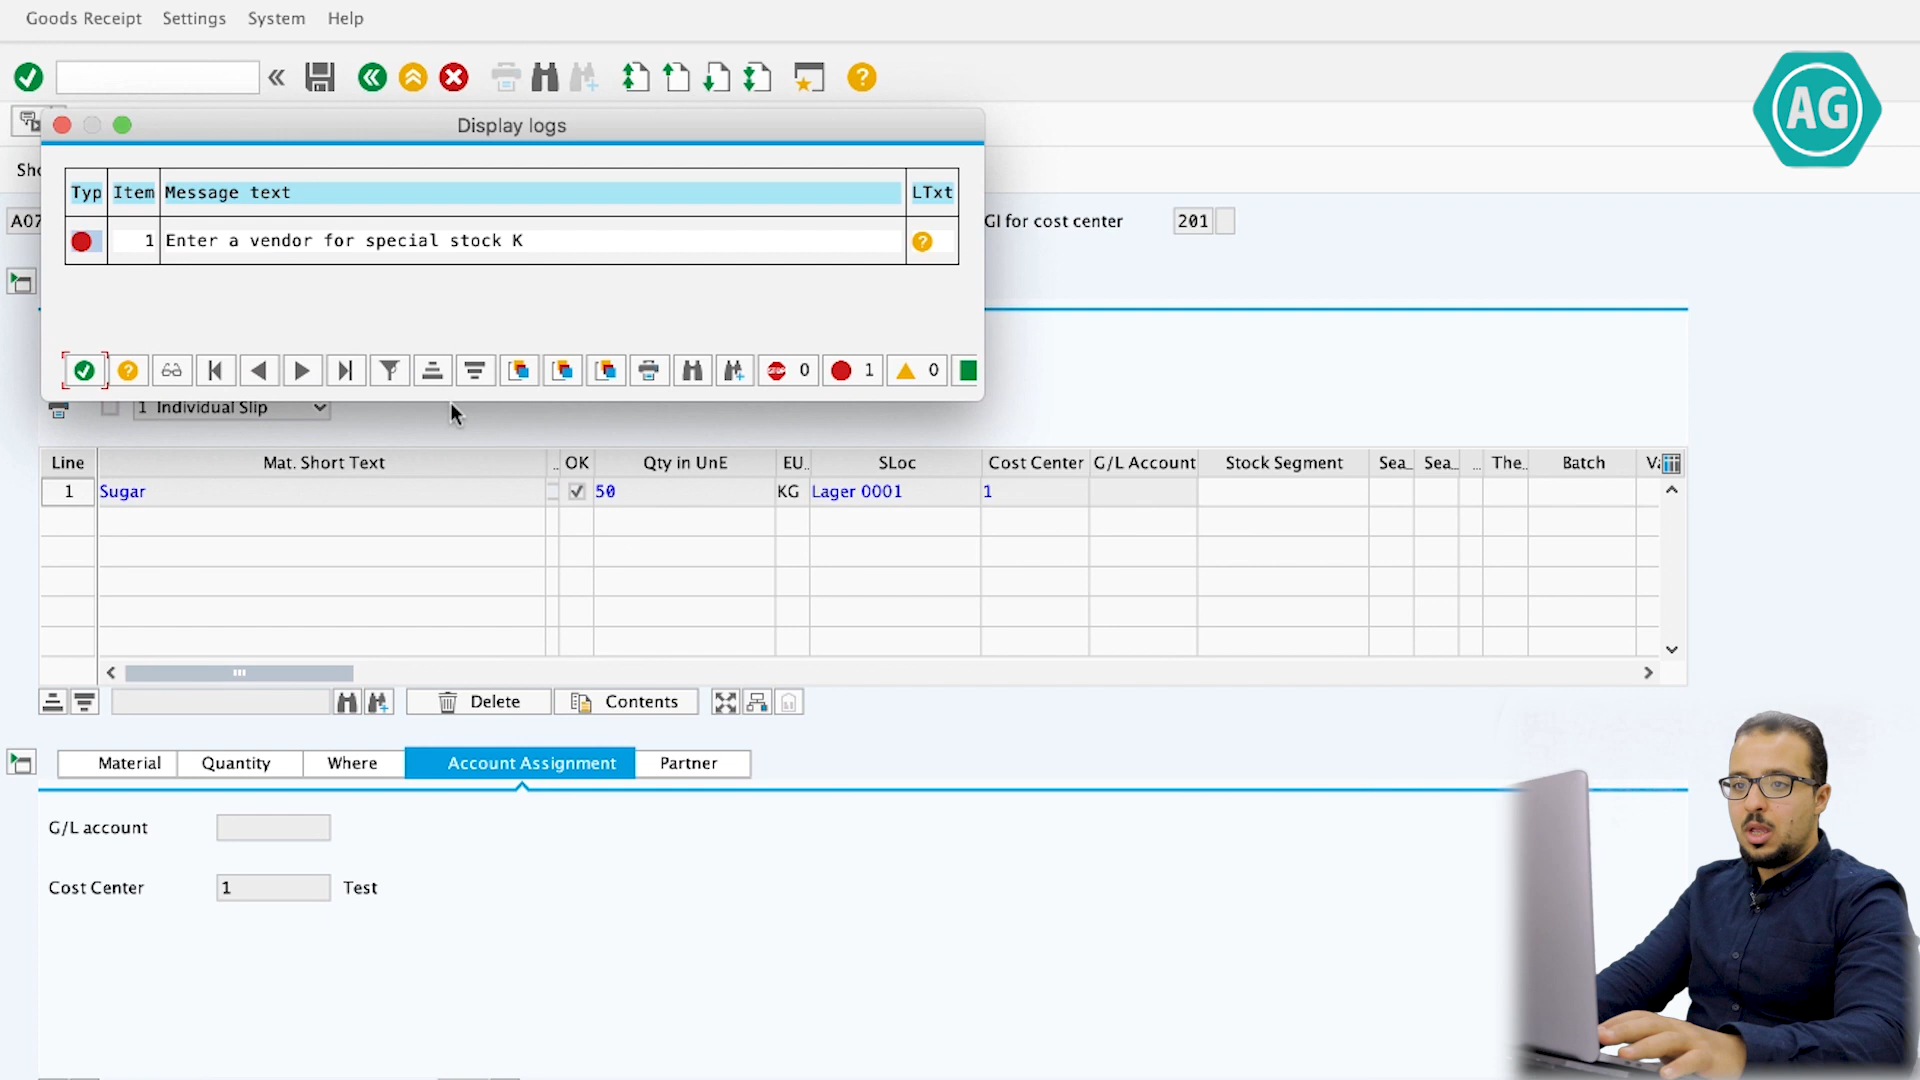 Goods Receipt Settings System Help
AG
Display logs
Typ Item Message text LTxt
1 Enter a vendor for special stock K
A07
GI for cost center 201
0 1 0
1 Individual Slip
Line Mat. Short Text .. OK Qty in UnE EU.. SLoc Cost Center G/L Account Stock Segment Sea.. Sea.. ... The.. Batch
1 Sugar 50 KG Lager 0001 1
Delete Contents
Material Quantity Where Account Assignment Partner
G/L account
Cost Center 1 Test